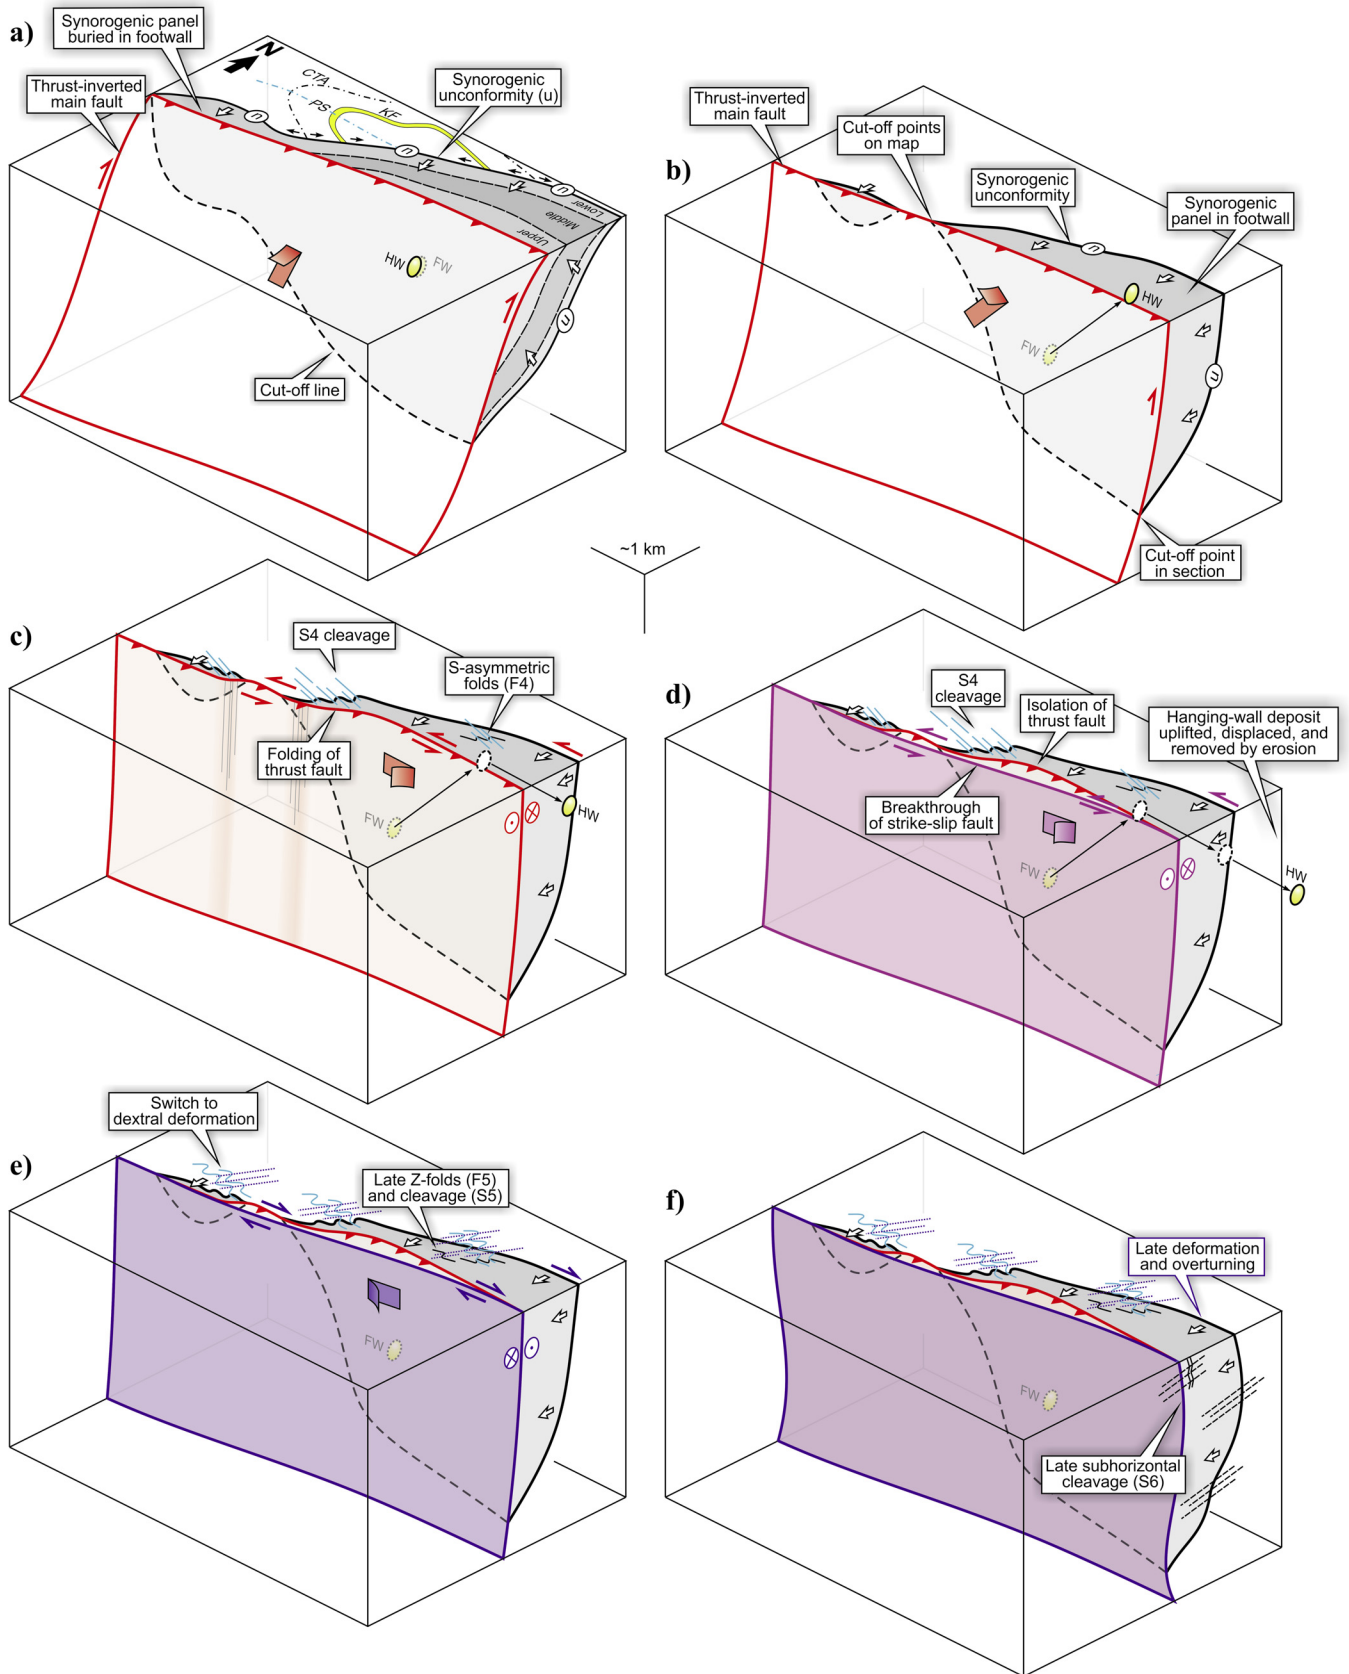 a)
Synorogenic panel
buried in footwall
N
Thrust-inverted
main fault
CTA
PS
KF
Synorogenic
unconformity (u)
u
u
u
Lower
Middle
Upper
HW
FW
u
Cut-off line
b)
Thrust-inverted
main fault
Cut-off points
on map
Synorogenic
unconformity
Synorogenic
panel in footwall
u
HW
FW
u
Cut-off point
in section
~1 km
c)
S4 cleavage
S-asymmetric
folds (F4)
Folding of
thrust fault
FW
HW
d)
S4
cleavage
Isolation of
thrust fault
Hanging-wall deposit
uplifted, displaced, and
removed by erosion
Breakthrough
of strike-slip fault
FW
HW
e)
Switch to
dextral deformation
Late Z-folds (F5)
and cleavage (S5)
FW
f)
Late deformation
and overturning
FW
Late subhorizontal
cleavage (S6)